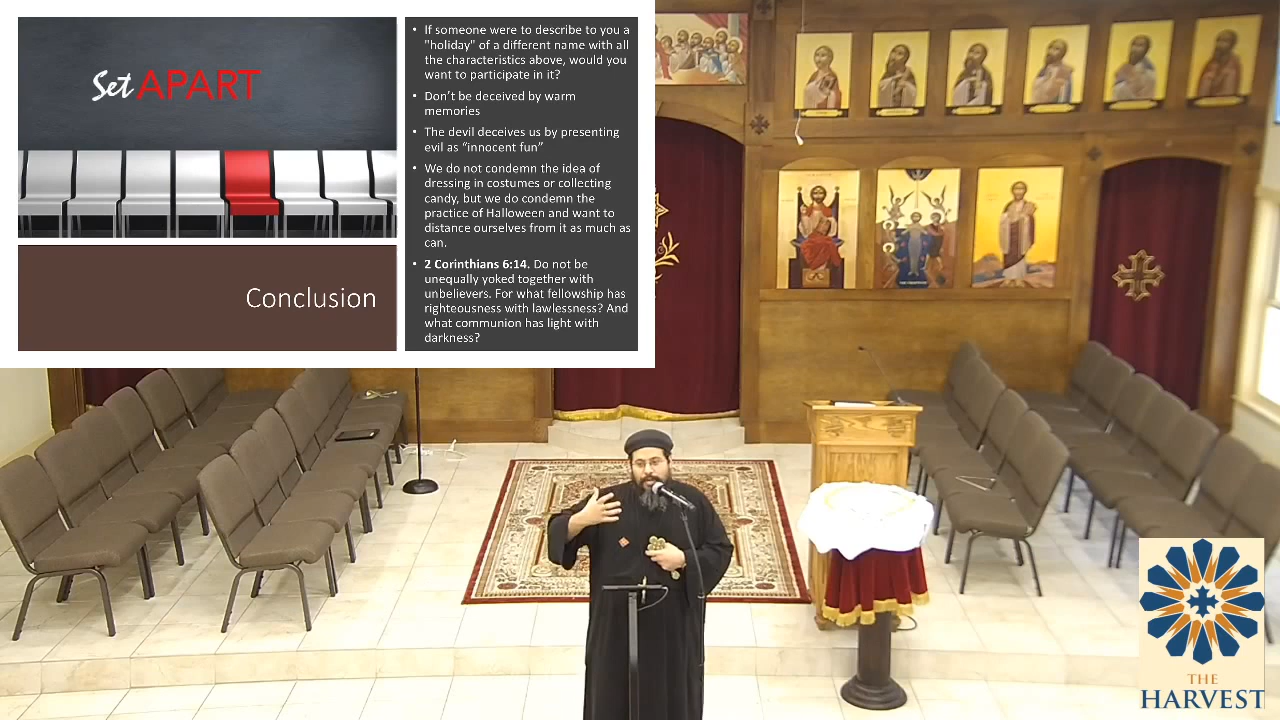 Set APART
Conclusion
• If someone were to describe to you a
"holiday" of a different name with all
the characteristics above, would you
want to participate in it?
• Don't be deceived by warm
memories
• The devil deceives us by presenting
evil as “innocent fun”
• We do not condemn the idea of
dressing in costumes or collecting
candy, but we do condemn the
practice of Halloween and want to
distance ourselves from it as much as
can.
• 2 Corinthians 6:14. Do not be
unequally yoked together with
unbelievers. For what fellowship has
righteousness with lawlessness? And
what communion has light with
darkness?
THE
HARVEST